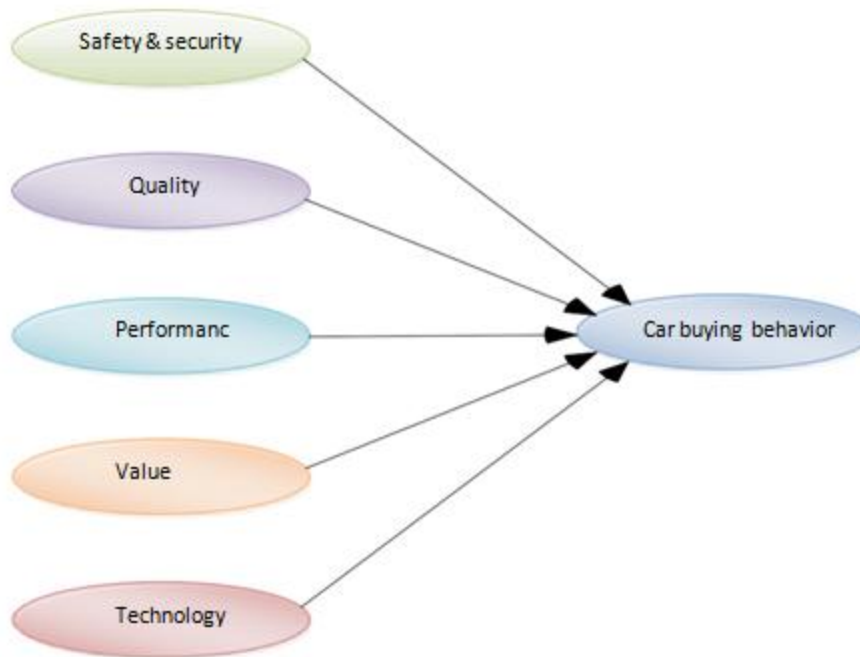 Safety & security
Quality
Performanc
Car buying behavior
Value
Technology